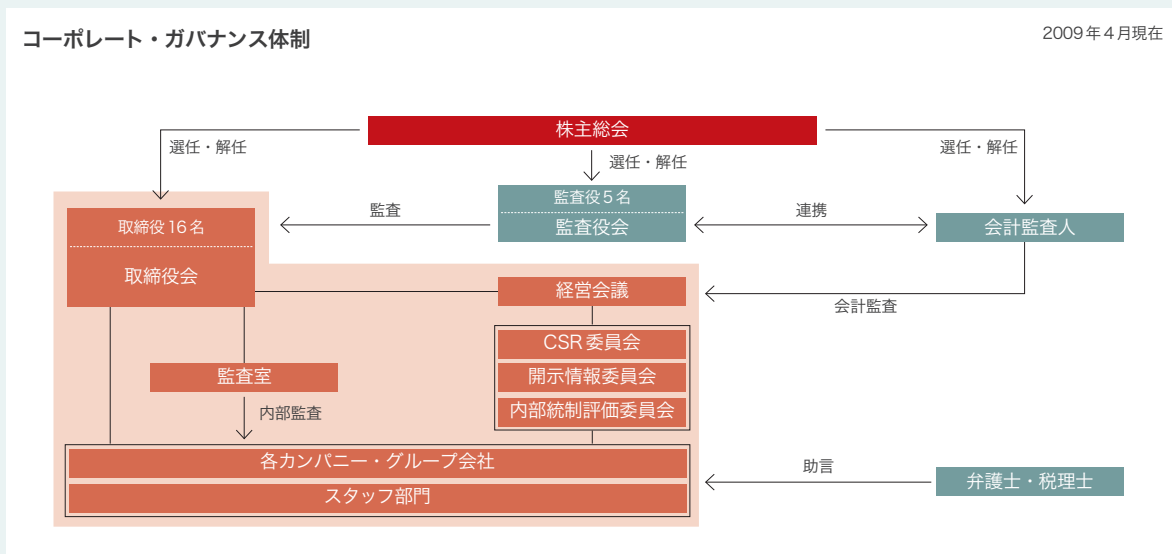 コーポレート・ガバナンス体制
2009年4月現在
株主総会
選任・解任
選任・解任
選任・解任
監査役5名
監査役会
監査
連携
会計監査人
取締役16名
取締役会
経営会議
会計監査
CSR委員会
開示情報委員会
内部統制評価委員会
監査室
内部監査
各カンパニー・グループ会社
スタッフ部門
助言
弁護士・税理士